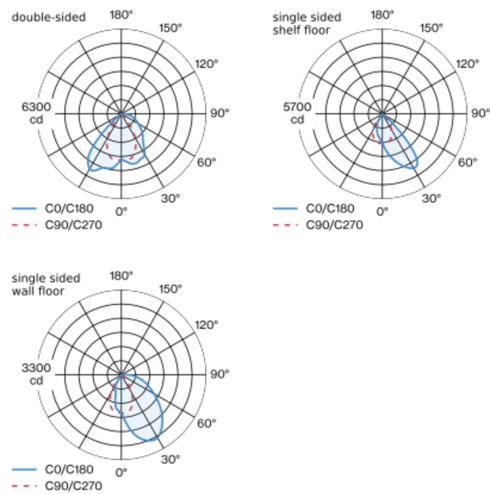 double-sided
180°
150°
120°
6300
cd
90°
60°
30°
0°
C0/C180
C90/C270
single sided
shelf floor
180°
150°
120°
5700
cd
90°
60°
30°
0°
C0/C180
C90/C270
single sided
wall floor
180°
150°
120°
3300
cd
90°
60°
30°
0°
C0/C180
C90/C270